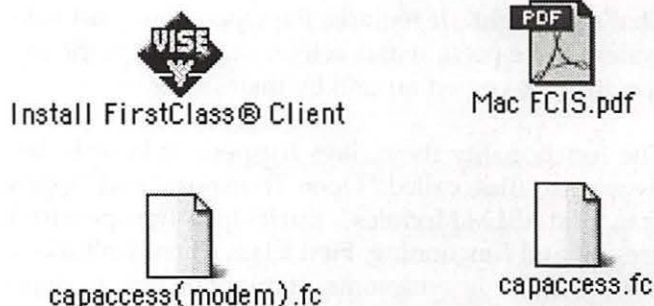 VISE
PDF
Install FirstClass® Client
Mac FCIS.pdf
capaccess(modem).fc
capaccess.fc